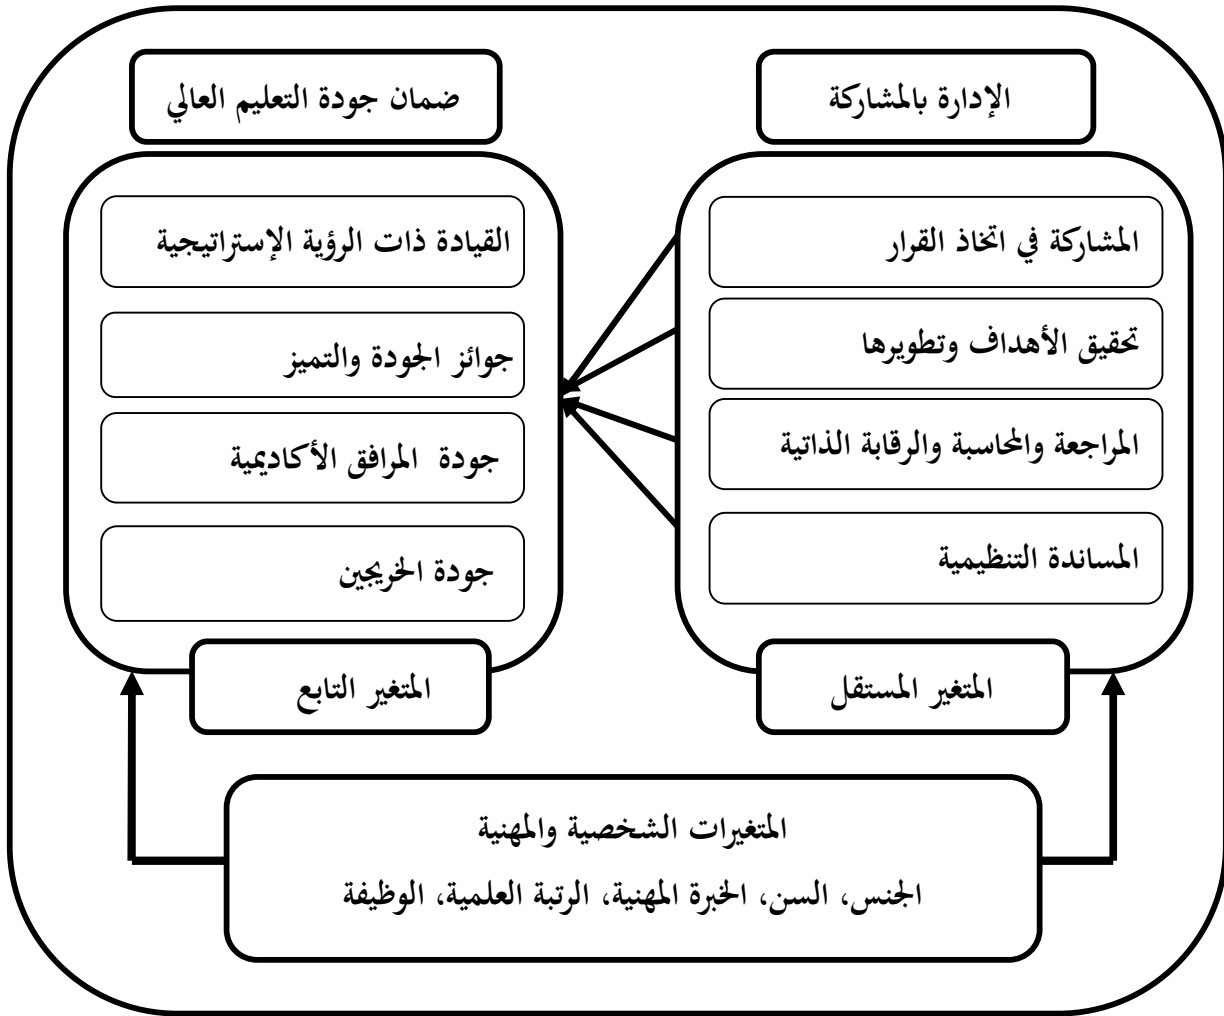 الإدارة بالمشاركة
المشاركة في اتخاذ القرار
تحقيق الأهداف وتطويرها
المراجعة والمحاسبة والرقابة الذاتية
المساندة التنظيمية
المتغير المستقل
ضمان جودة التعليم العالي
القيادة ذات الرؤية الإستراتيجية
جوائز الجودة والتميز
جودة المرافق الأكاديمية
جودة الخريجين
المتغير التابع
المتغيرات الشخصية والمهنية
الجنس، السن، الخبرة المهنية، الرتبة العلمية، الوظيفة